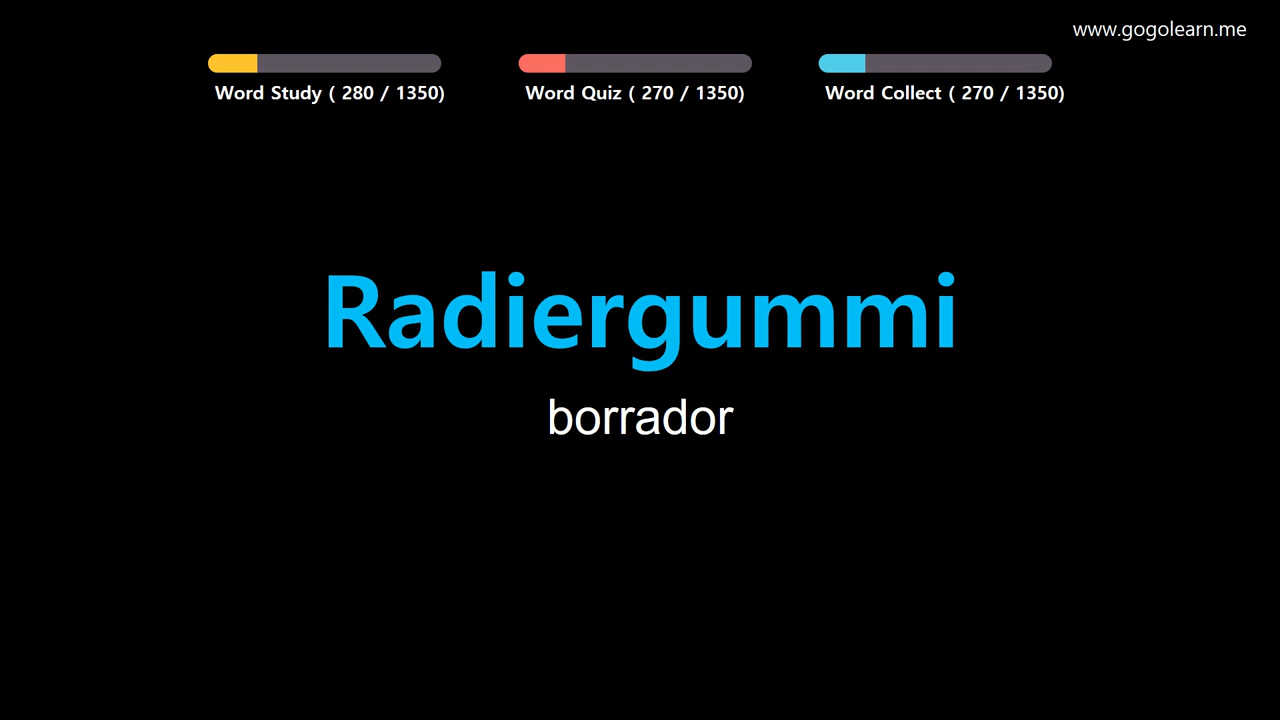 www.gogolearn.me
Word Study ( 280 / 1350)
Word Quiz ( 270 / 1350)
Word Collect ( 270 / 1350)
Radiergummi
borrador